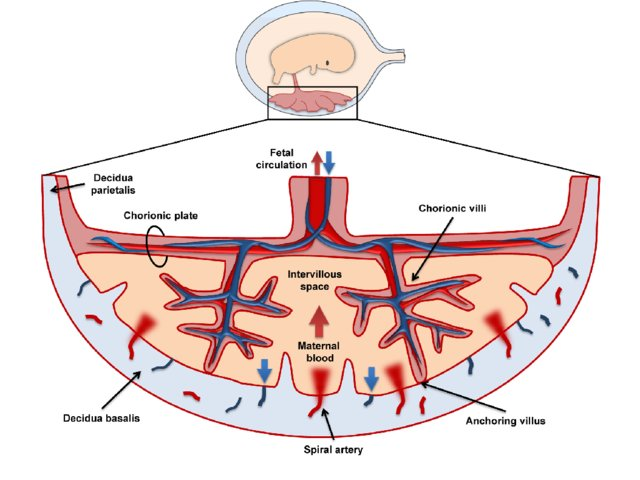 Fetal
circulation
Decidua
parietalis
Chorionic plate
Chorionic villi
Intervillous
space
Maternal
blood
Decidua basalis
Anchoring villus
Spiral artery